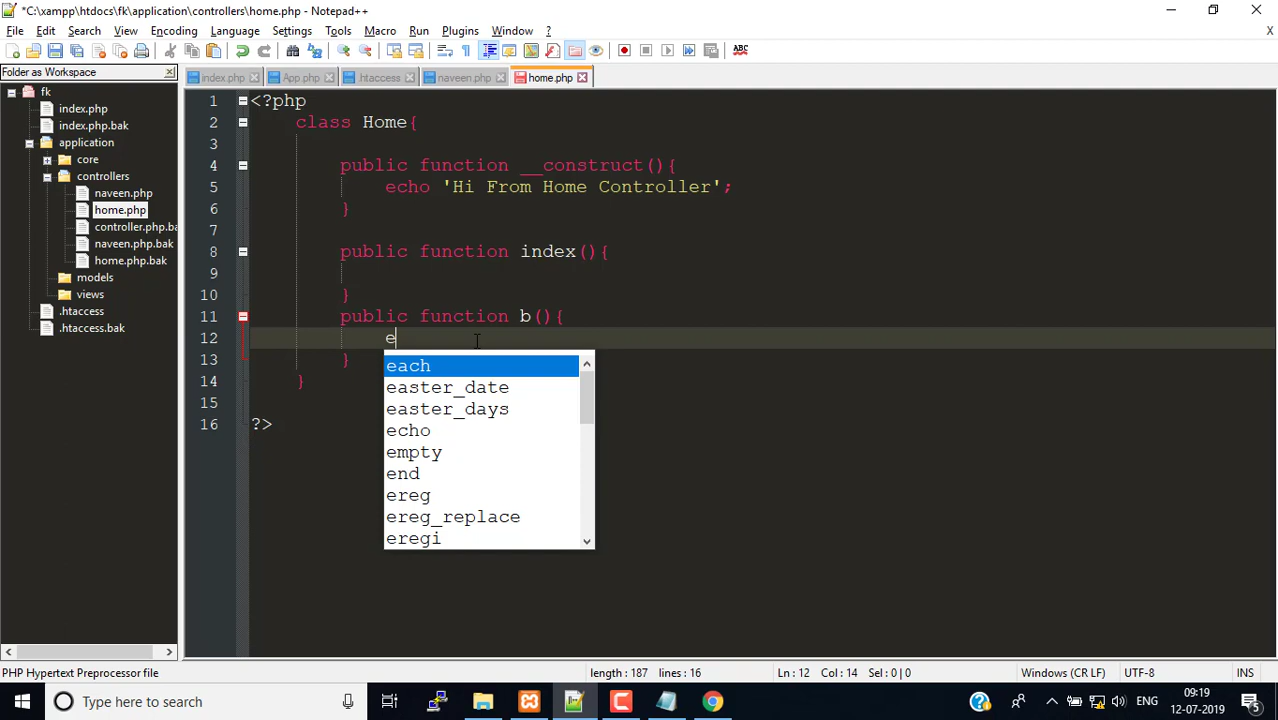 *C:\xampp\htdocs\fk\application\controllers\home.php - Notepad++
File Edit Search View Encoding Language Settings Tools Macro Run Plugins Window ? X
Folder as Workspace
index.php App.php .htaccess naveen.php home.php
fk
index.php
index.php.bak
application
core
controllers
naveen.php
home.php
controller.php.ba
naveen.php.bak
home.php.bak
models
views
.htaccess
.htaccess.bak
1 <?php
2 class Home{
3
4 public function __construct(){
5 echo 'Hi From Home Controller';
6 }
7
8 public function index(){
9
10 }
11 public function b(){
12 e
13 }
14 }
15
16 ?>
each
easter_date
easter_days
echo
empty
end
ereg
ereg_replace
eregi
PHP Hypertext Preprocessor file length : 187 lines : 16 Ln : 12 Col : 14 Sel : 0 | 0 Windows (CR LF) UTF-8 INS
Type here to search
ENG
09:19
12-07-2019
5